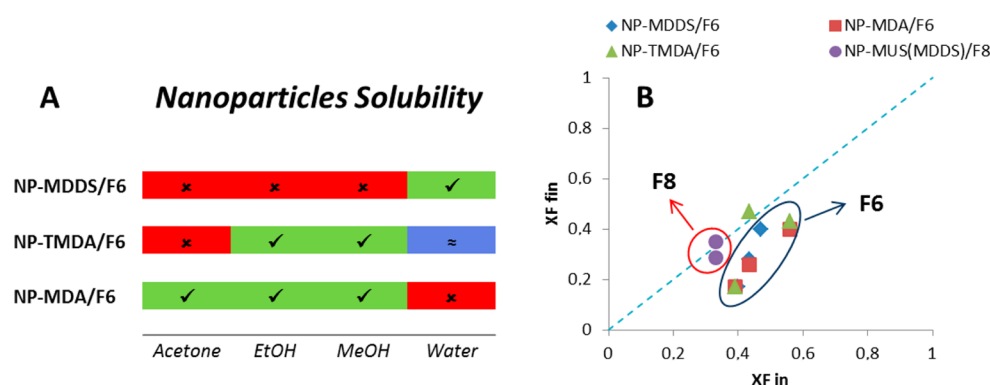 A
Nanoparticles Solubility
NP-MDDS/F6
✘ ✘ ✘ ✓
NP-TMDA/F6
✘ ✓ ✓ ≈
NP-MDA/F6
✓ ✓ ✓ ✘
Acetone EtOH MeOH Water
NP-MDDS/F6 NP-MDA/F6
NP-TMDA/F6 NP-MUS(MDDS)/F8
B
XF fin
1
0.8
0.6
0.4
0.2
0
F8
F6
0 0,2 0,4 0,6 0,8 1
XF in